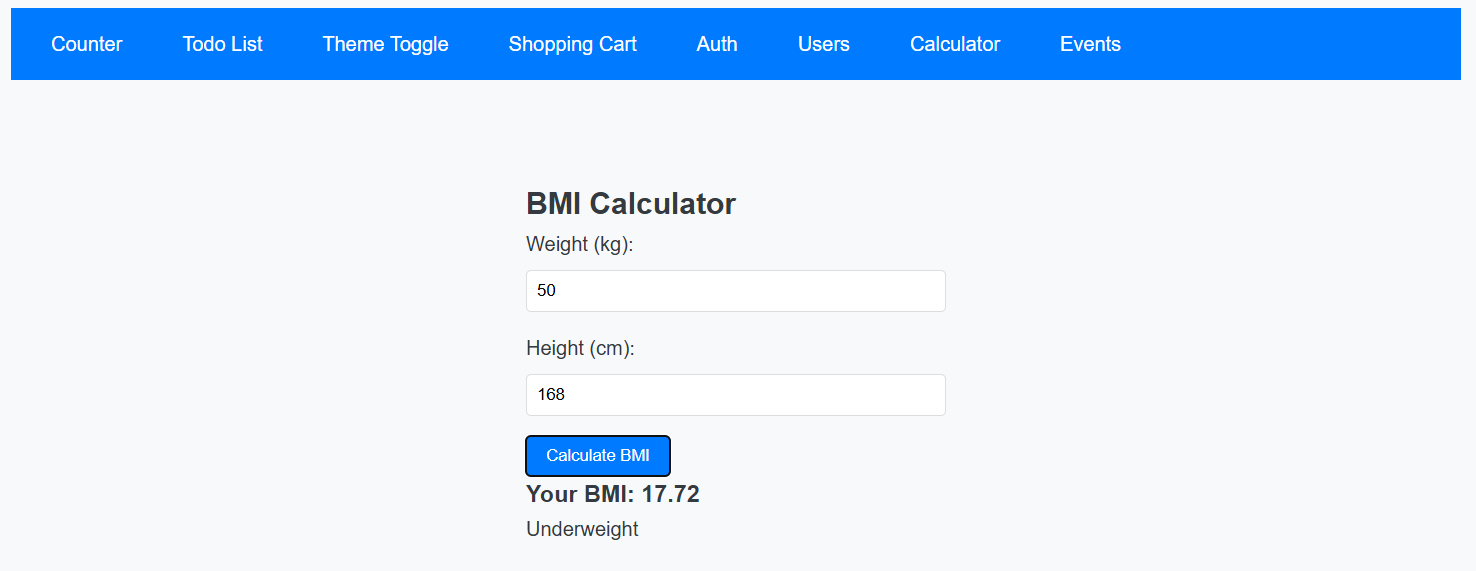 Counter Todo List Theme Toggle Shopping Cart Auth Users Calculator Events
BMI Calculator
Weight (kg):
50
Height (cm):
168
Calculate BMI
Your BMI: 17.72
Underweight